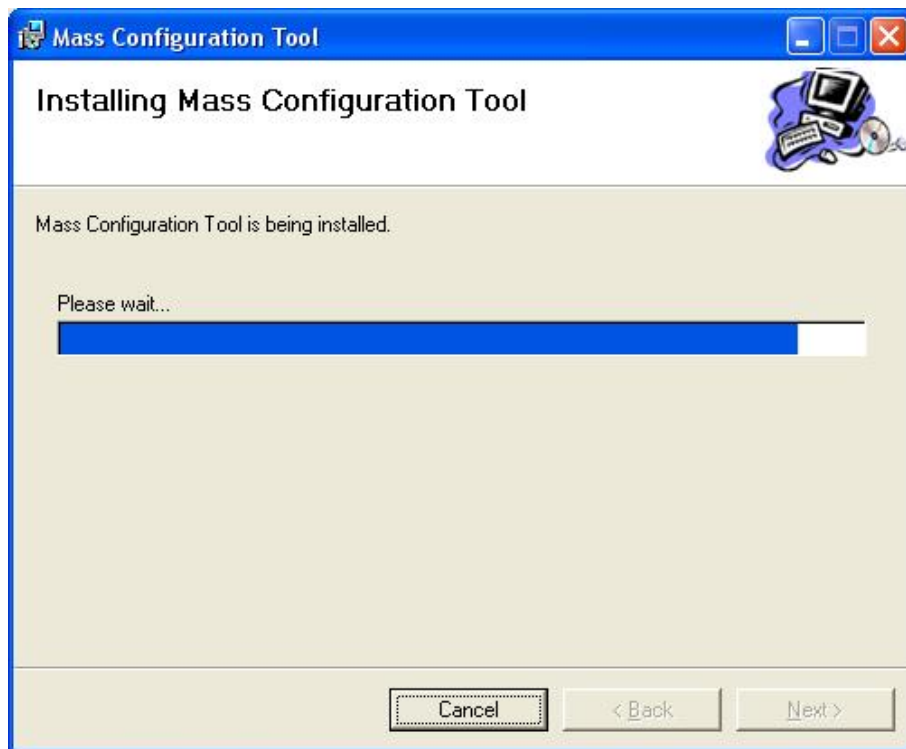 Mass Configuration Tool
Installing Mass Configuration Tool
Mass Configuration Tool is being installed.
Please wait...
Cancel
< Back
Next >